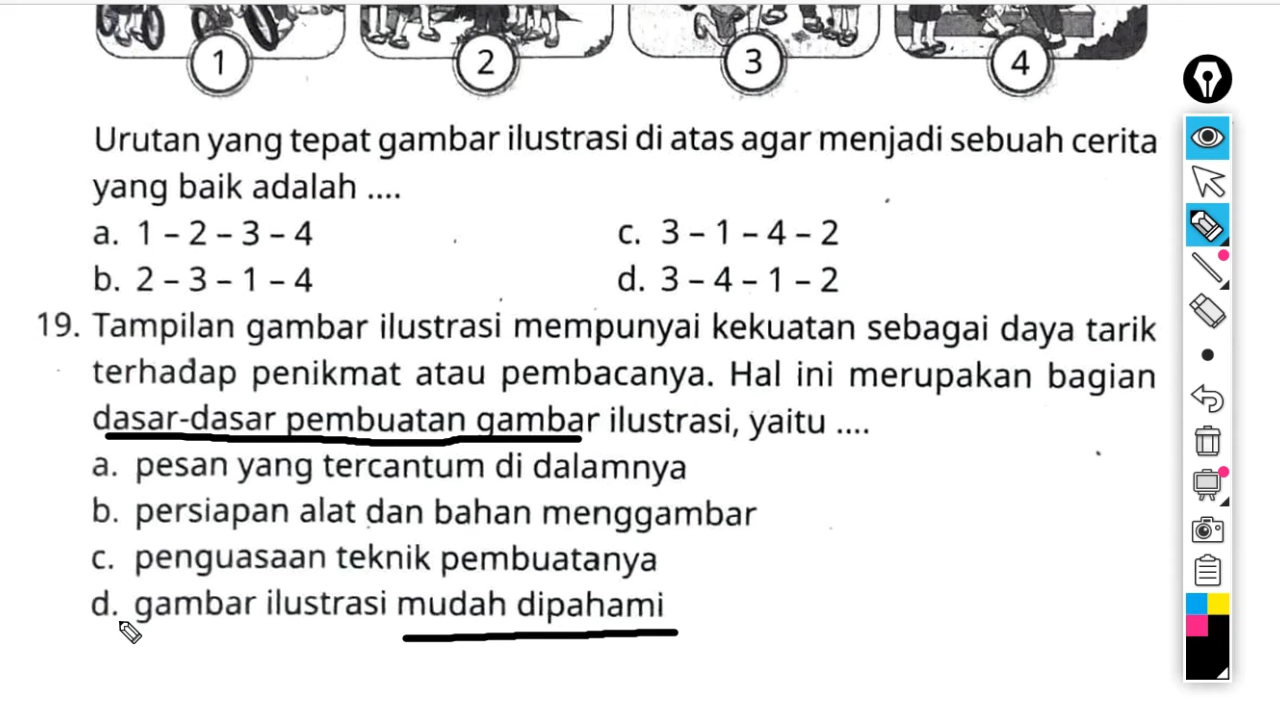 1 2 3 4
Urutan yang tepat gambar ilustrasi di atas agar menjadi sebuah cerita
yang baik adalah ....
a. 1 – 2 – 3 – 4 c. 3 – 1 – 4 – 2
b. 2 – 3 – 1 – 4 d. 3 – 4 – 1 – 2
19. Tampilan gambar ilustrasi mempunyai kekuatan sebagai daya tarik
terhadap penikmat atau pembacanya. Hal ini merupakan bagian
dasar-dasar pembuatan gambar ilustrasi, yaitu ....
a. pesan yang tercantum di dalamnya
b. persiapan alat dan bahan menggambar
c. penguasaan teknik pembuatanya
d. gambar ilustrasi mudah dipahami